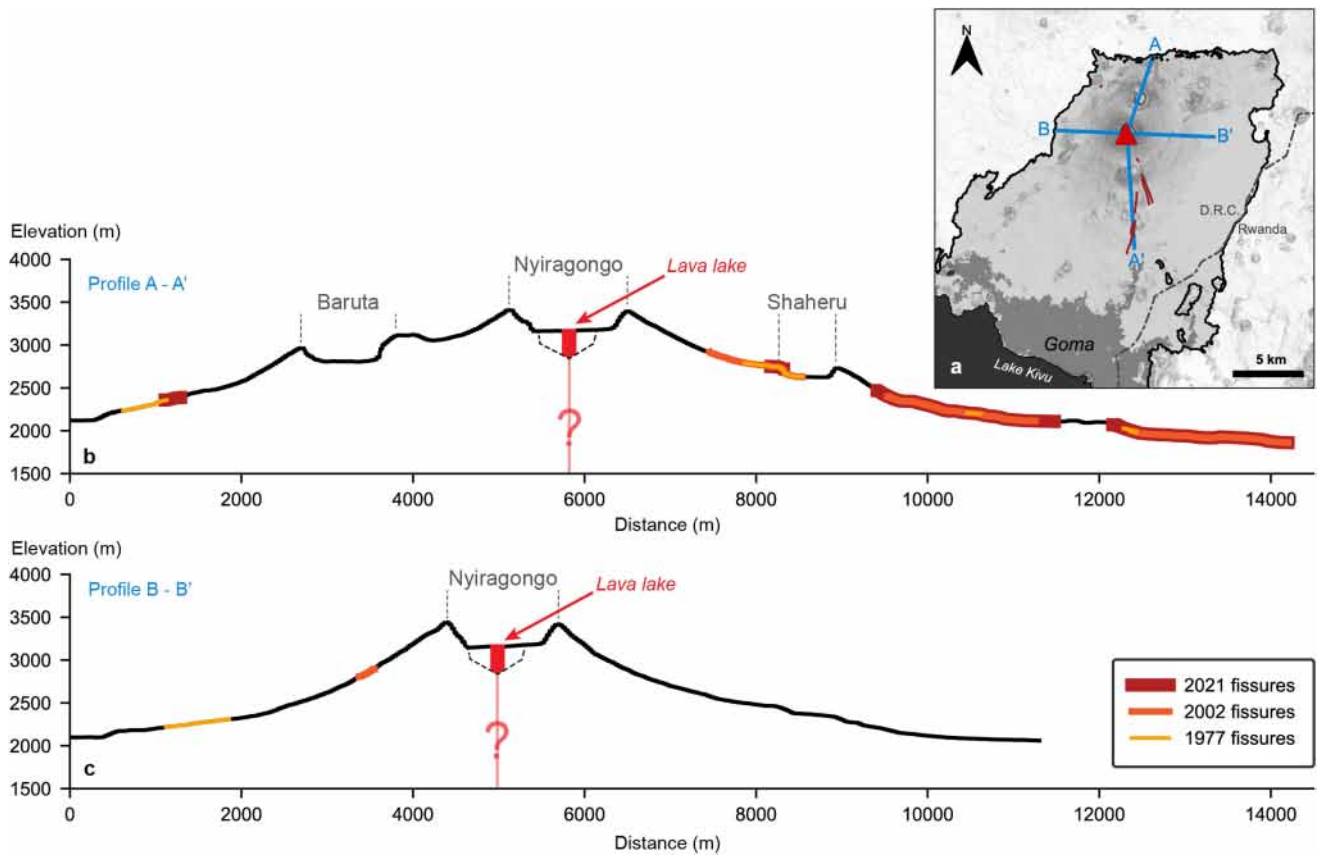 N
A
B
B'
A'
D.R.C.
Rwanda
Goma
Lake Kivu
5 km
a
Elevation (m)
4000
3500
3000
2500
2000
1500
Profile A - A'
Baruta
Nyiragongo
Lava lake
Shaheru
?
b
0 2000 4000 6000 8000 10000 12000 14000
Distance (m)
Elevation (m)
4000
3500
3000
2500
2000
1500
Profile B - B'
Nyiragongo
Lava lake
?
c
2021 fissures
2002 fissures
1977 fissures
0 2000 4000 6000 8000 10000 12000 14000
Distance (m)